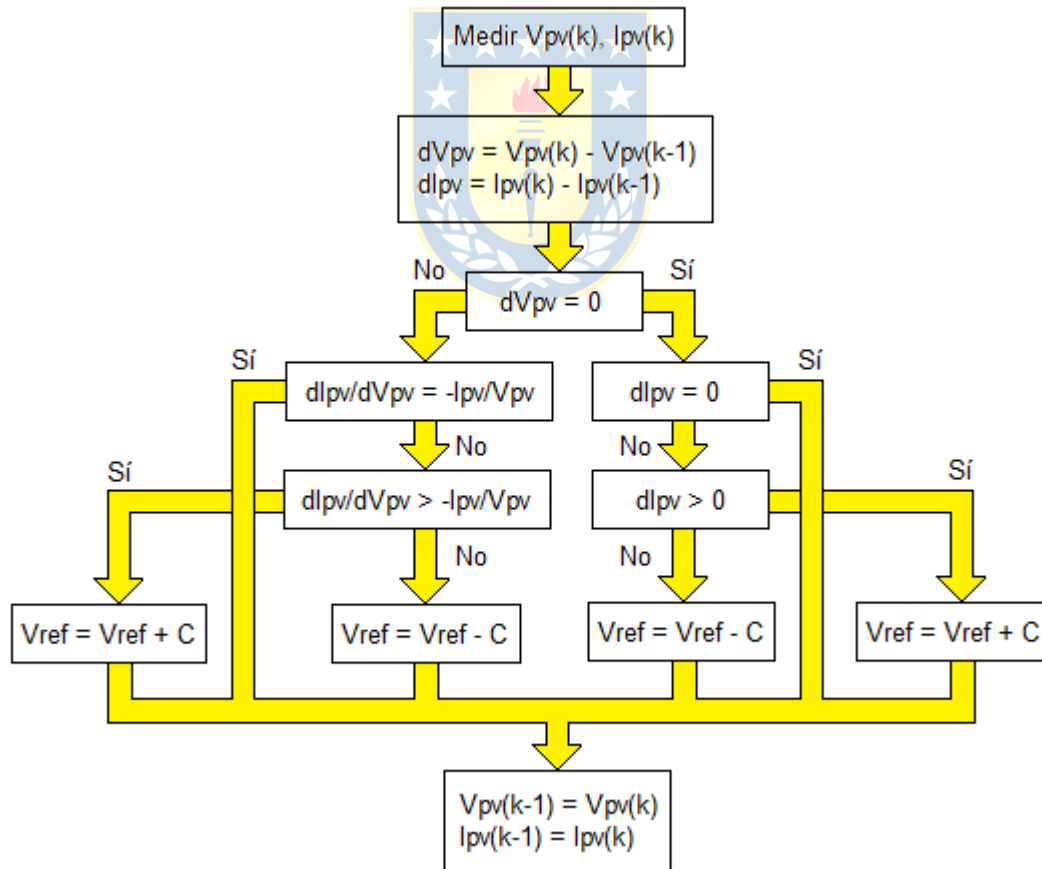 Medir Vpv(k), Ipv(k)
dVpv = Vpv(k) - Vpv(k-1)
dIpv = Ipv(k) - Ipv(k-1)
No
Sí
dVpv = 0
Sí
Sí
dIpv/dVpv = -Ipv/Vpv
dIpv = 0
No
No
Sí
Sí
dIpv/dVpv > -Ipv/Vpv
dIpv > 0
No
No
Vref = Vref + C
Vref = Vref - C
Vref = Vref - C
Vref = Vref + C
Vpv(k-1) = Vpv(k)
Ipv(k-1) = Ipv(k)